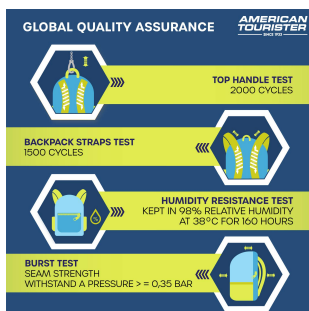 GLOBAL QUALITY ASSURANCE
AMERICAN
TOURISTER
SINCE 1933
TOP HANDLE TEST
2000 CYCLES
BACKPACK STRAPS TEST
1500 CYCLES
HUMIDITY RESISTANCE TEST
KEPT IN 98% RELATIVE HUMIDITY
AT 38°C FOR 160 HOURS
%
BURST TEST
SEAM STRENGTH
WITHSTAND A PRESSURE > = 0,35 BAR